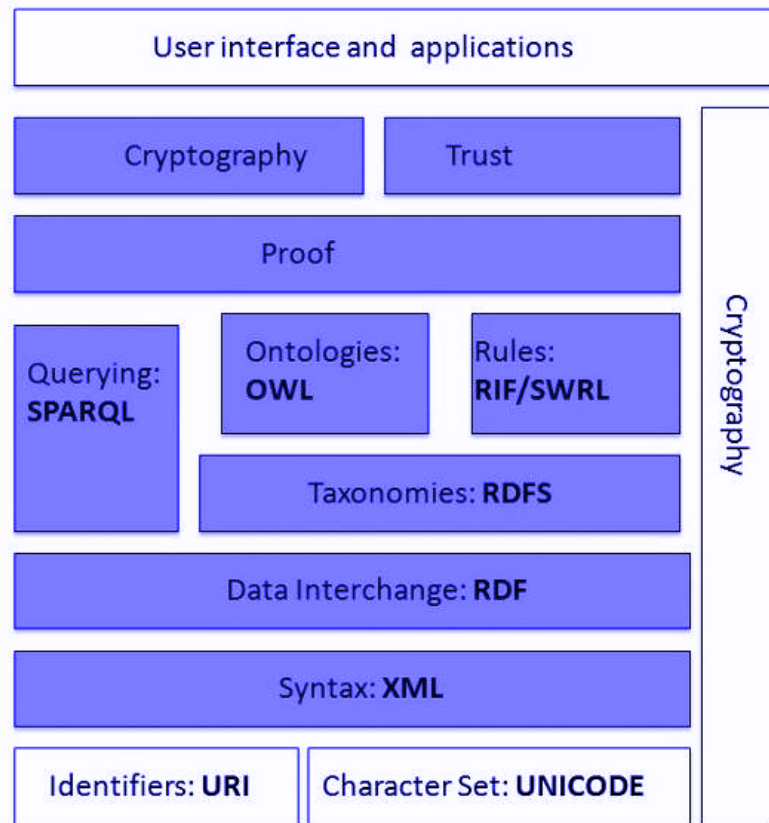 User interface and applications
Cryptography
Trust
Proof
Querying:
SPARQL
Ontologies:
OWL
Rules:
RIF/SWRL
Taxonomies: RDFS
Data Interchange: RDF
Syntax: XML
Identifiers: URI
Character Set: UNICODE
Cryptography